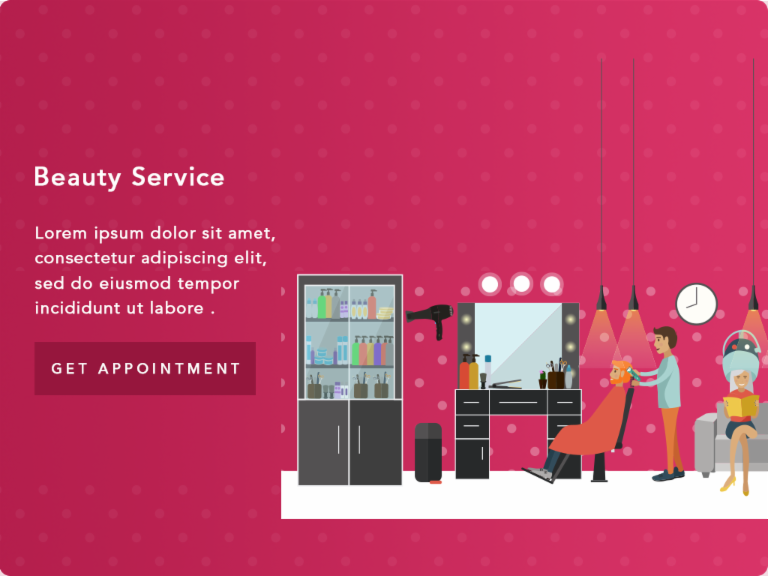 Beauty Service
Lorem ipsum dolor sit amet,
consectetur adipiscing elit,
sed do eiusmod tempor
incididunt ut labore .
GET APPOINTMENT